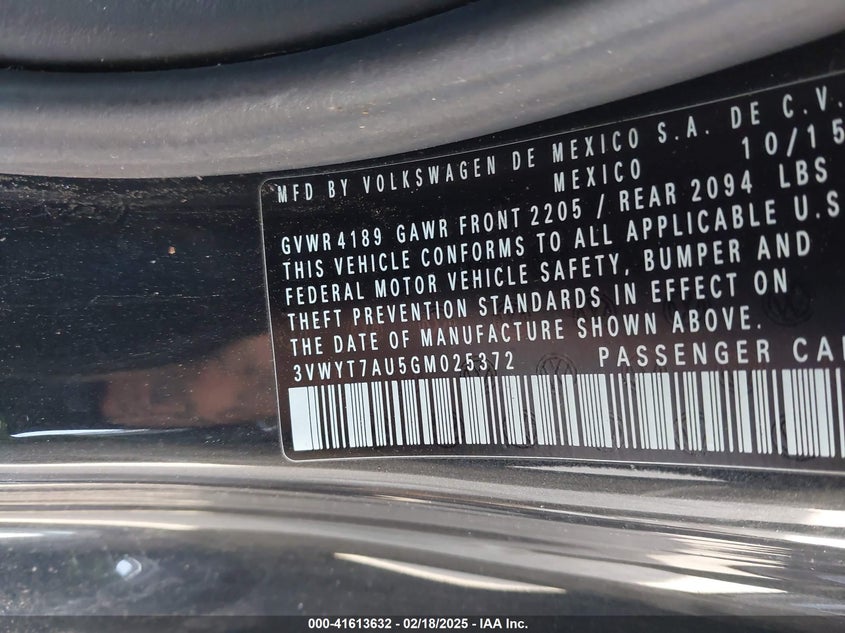 MFD BY VOLKSWAGEN DE MEXICO S.A. DE C.V.
MEXICO 10/15
GVWR 4189 GAWR FRONT 2205 / REAR 2094 LBS
THIS VEHICLE CONFORMS TO ALL APPLICABLE U.S
FEDERAL MOTOR VEHICLE SAFETY, BUMPER AND
THEFT PREVENTION STANDARDS IN EFFECT ON
THE DATE OF MANUFACTURE SHOWN ABOVE.
3VWYT7AU5GM025372 PASSENGER CA
000-41613632 - 02/18/2025 - IAA Inc.